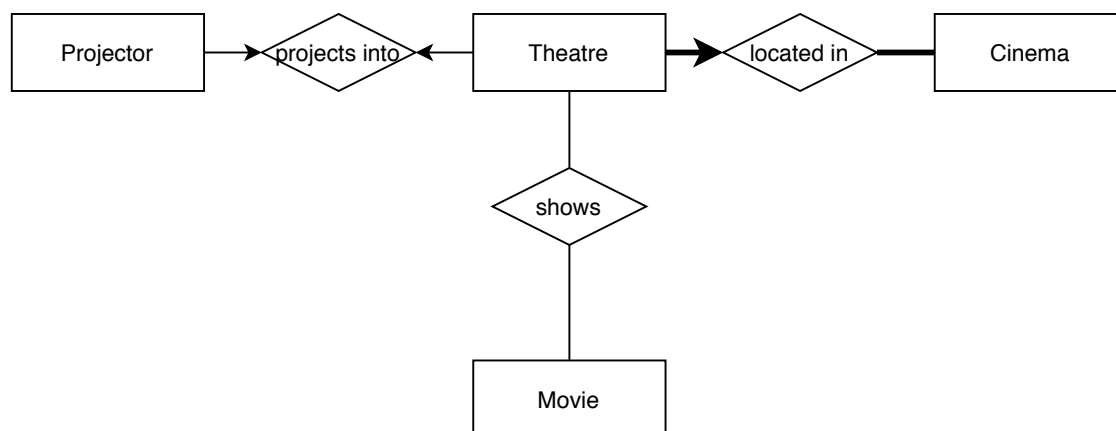 Projector
projects into
Theatre
located in
Cinema
shows
Movie